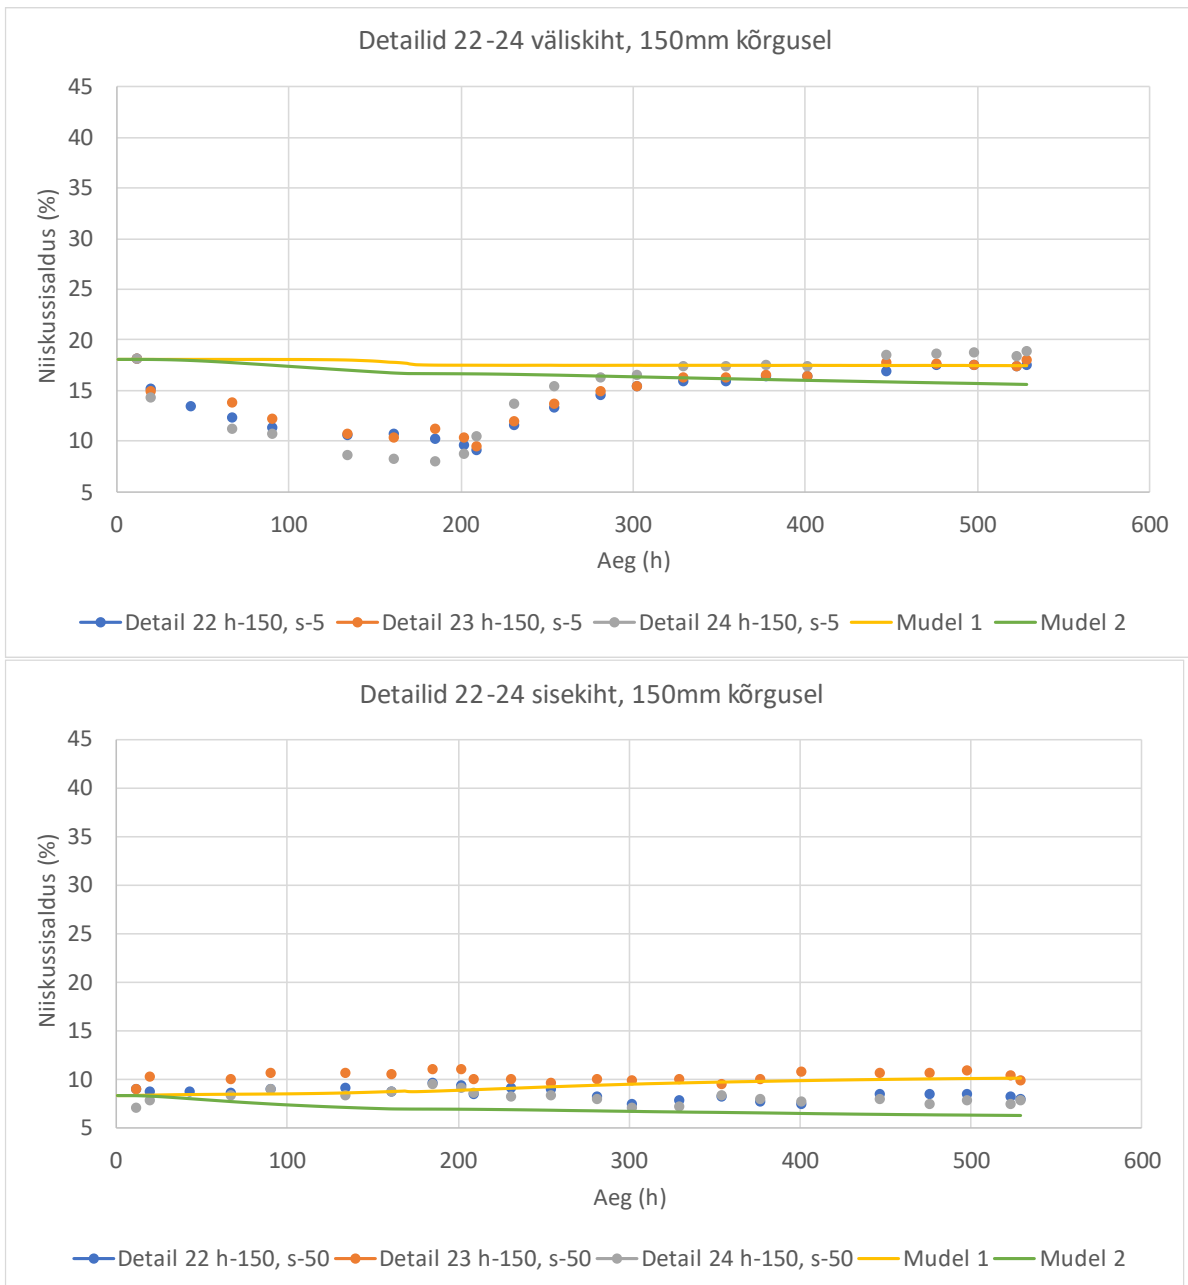 Detailid 22-24 väliskiht, 150mm kõrgusel
45
40
35
30
25
20
15
10
5
Niiskussisaldus (%)
0 100 200 300 400 500 600
Aeg (h)
Detail 22 h-150, s-5 Detail 23 h-150, s-5 Detail 24 h-150, s-5 Mudel 1 Mudel 2
Detailid 22-24 sisekiht, 150mm kõrgusel
45
40
35
30
25
20
15
10
5
Niiskussisaldus (%)
0 100 200 300 400 500 600
Aeg (h)
Detail 22 h-150, s-50 Detail 23 h-150, s-50 Detail 24 h-150, s-50 Mudel 1 Mudel 2